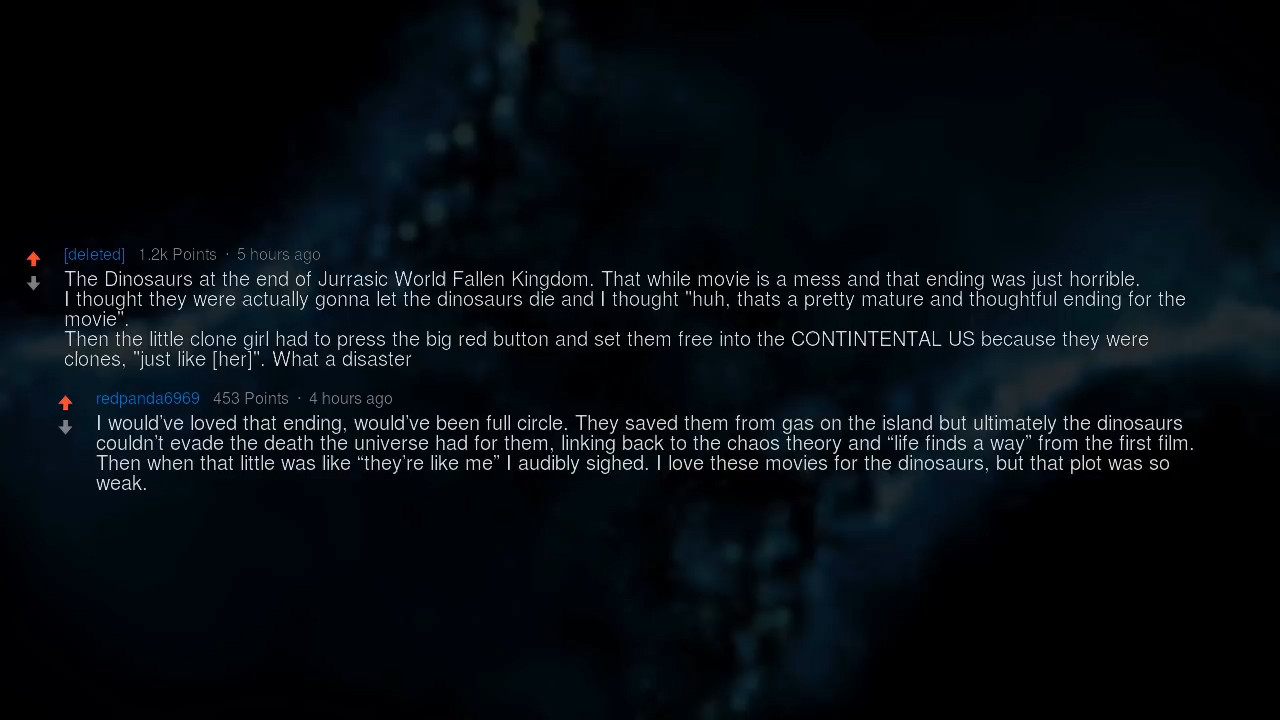 [deleted] 1.2k Points · 5 hours ago
The Dinosaurs at the end of Jurrasic World Fallen Kingdom. That while movie is a mess and that ending was just horrible.
I thought they were actually gonna let the dinosaurs die and I thought "huh, thats a pretty mature and thoughtful ending for the
movie".
Then the little clone girl had to press the big red button and set them free into the CONTINTENTAL US because they were
clones, "just like [her]". What a disaster
redpanda6969 453 Points · 4 hours ago
I would’ve loved that ending, would’ve been full circle. They saved them from gas on the island but ultimately the dinosaurs
couldn’t evade the death the universe had for them, linking back to the chaos theory and “life finds a way” from the first film.
Then when that little was like “they’re like me” I audibly sighed. I love these movies for the dinosaurs, but that plot was so
weak.